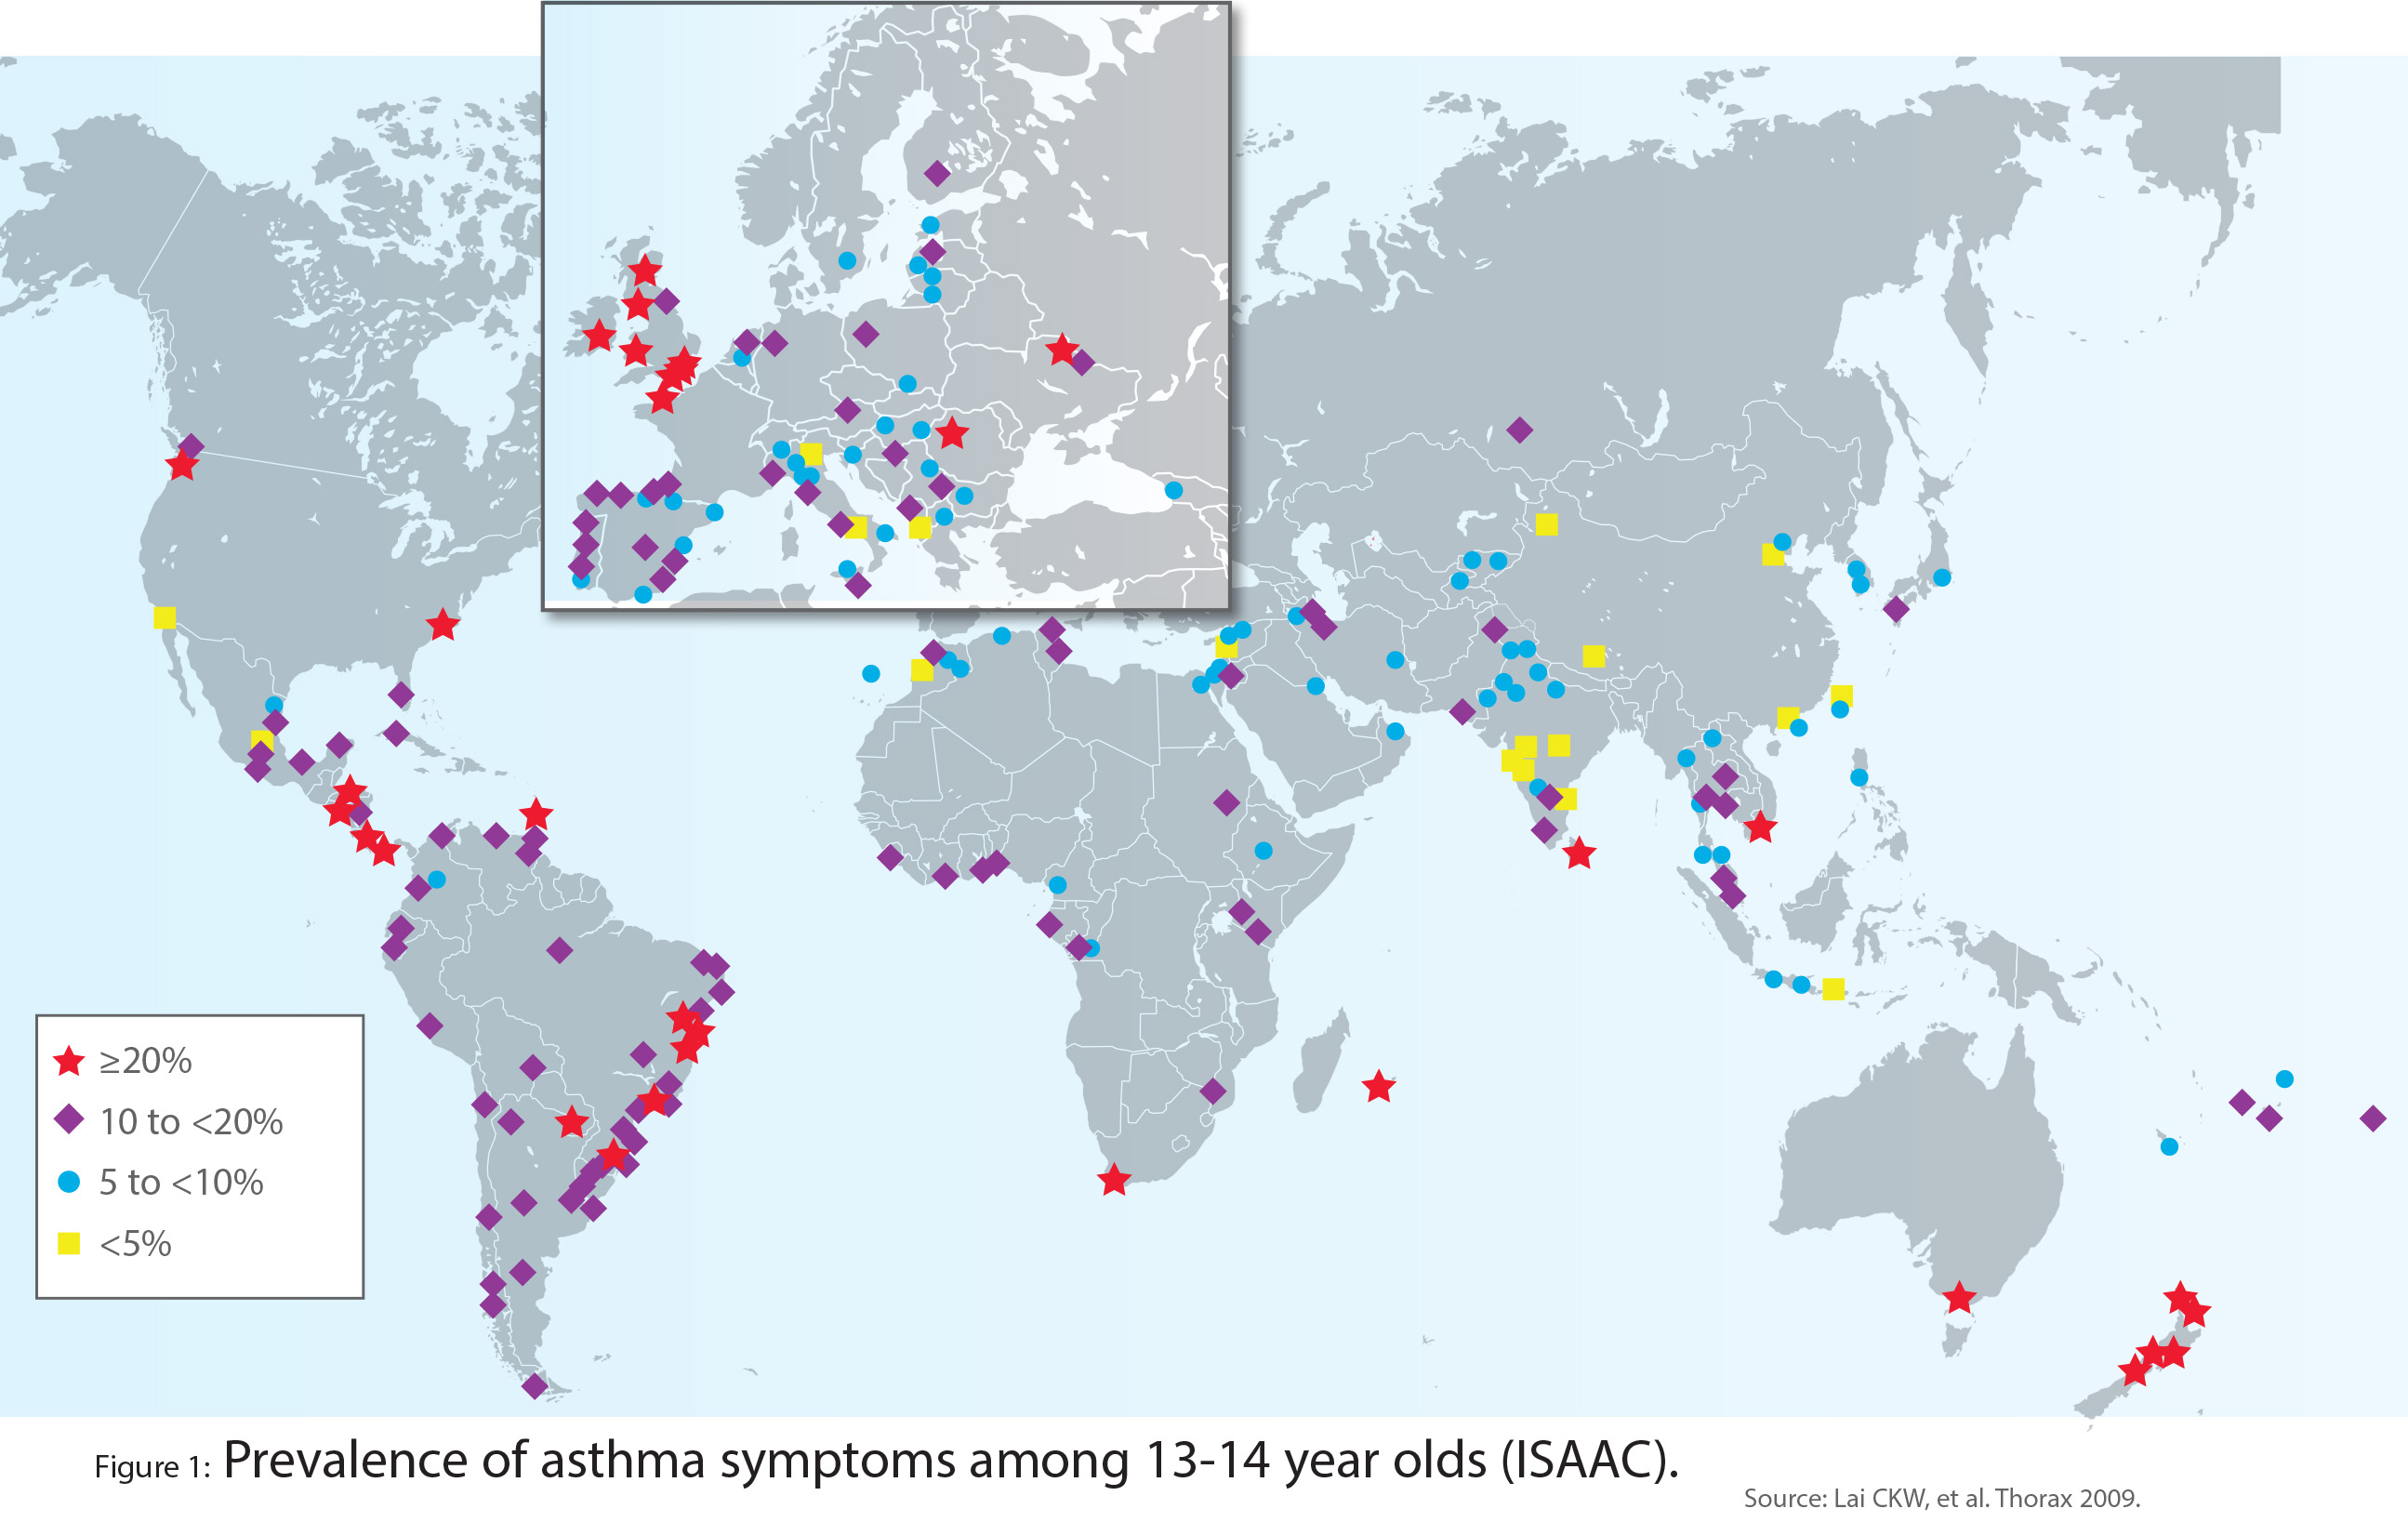 ≥20%
10 to <20%
5 to <10%
<5%
Figure 1: Prevalence of asthma symptoms among 13-14 year olds (ISAAC).
Source: Lai CKW, et al. Thorax 2009.